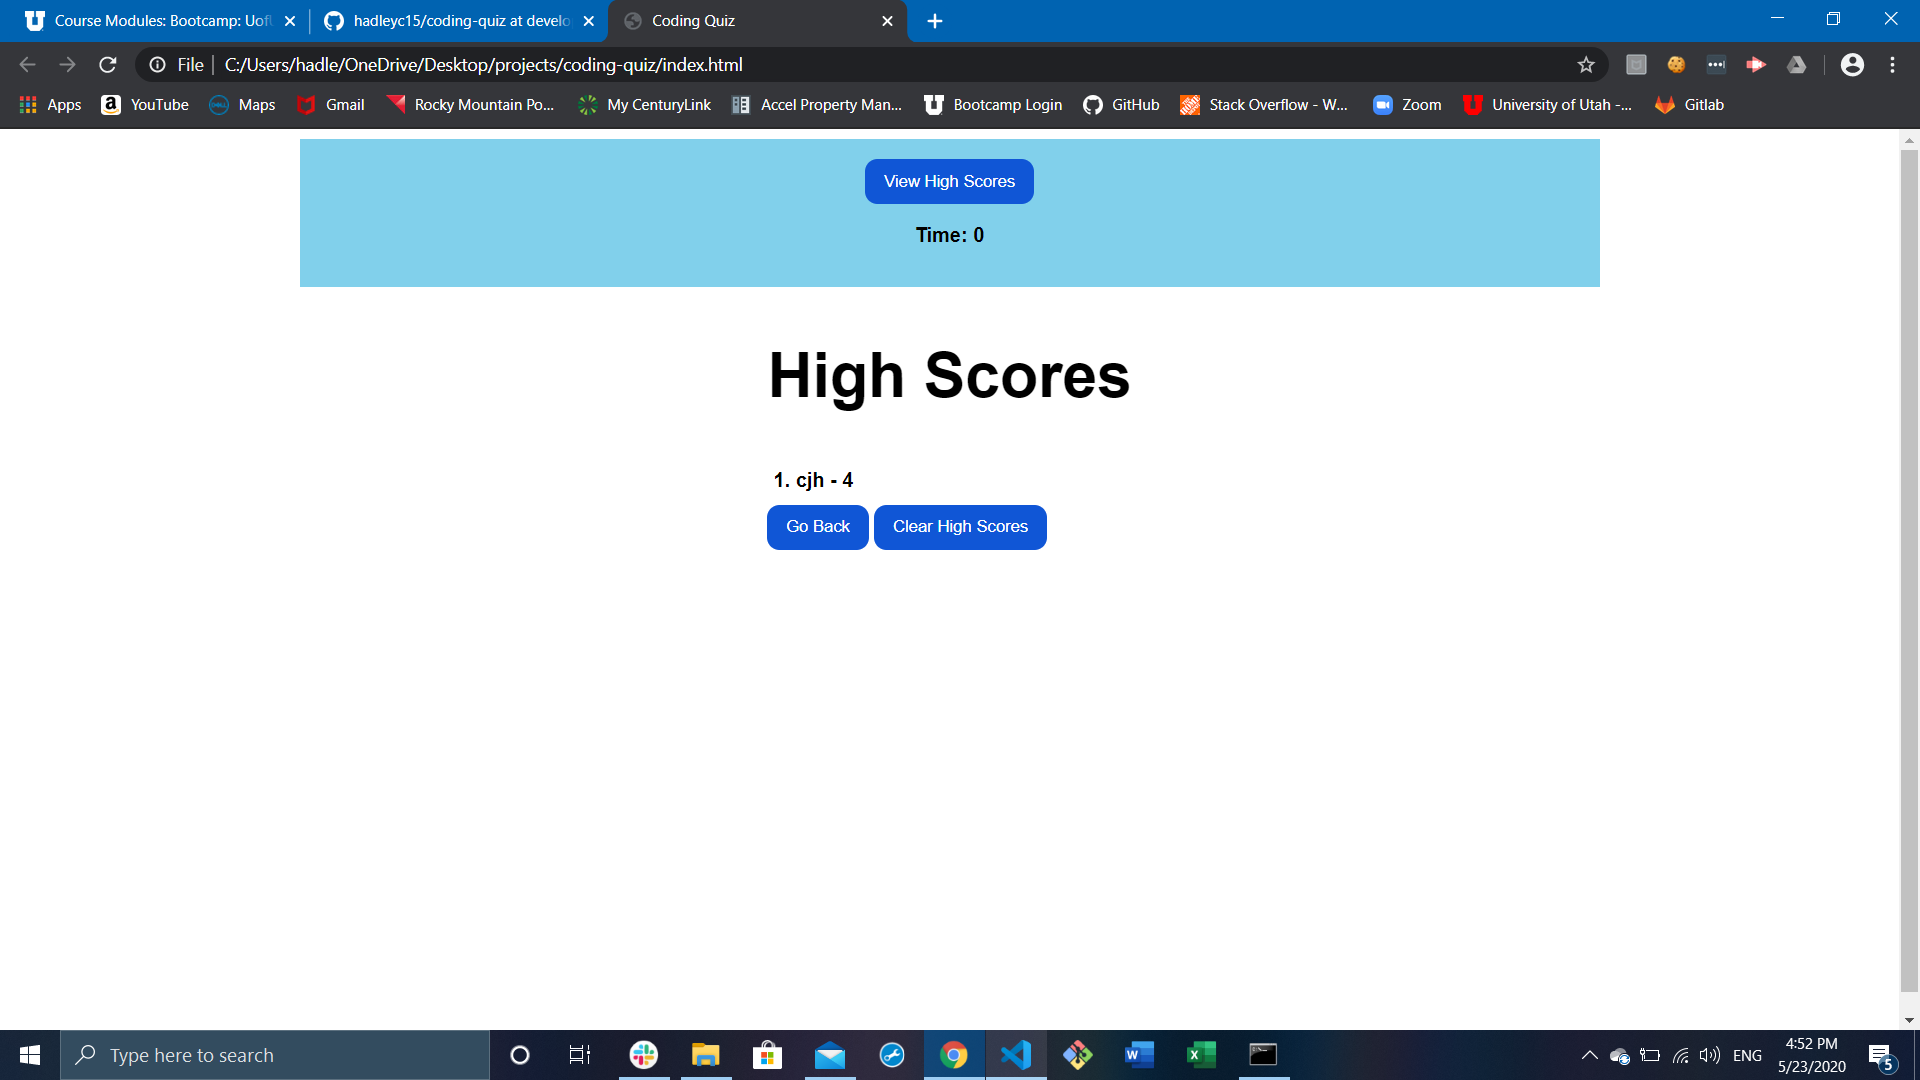 Course Modules: Bootcamp: Uof
hadleyc15/coding-quiz at develo
Coding Quiz
File
C:/Users/hadle/OneDrive/Desktop/projects/coding-quiz/index.html
Apps
YouTube
Maps
Gmail
Rocky Mountain Po...
My CenturyLink
Accel Property Man...
Bootcamp Login
GitHub
Stack Overflow - W...
Zoom
University of Utah -...
Gitlab
View High Scores
Time: 0
High Scores
1. cjh - 4
Go Back
Clear High Scores
Type here to search
ENG
4:52 PM
5/23/2020
5